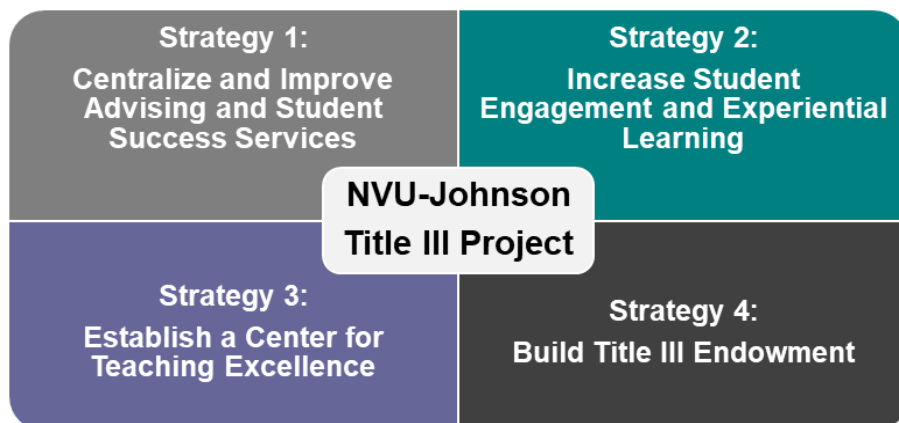 Strategy 1:
Centralize and Improve
Advising and Student
Success Services
Strategy 2:
Increase Student
Engagement and Experiential
Learning
NVU-Johnson
Title III Project
Strategy 3:
Establish a Center for
Teaching Excellence
Strategy 4:
Build Title III Endowment